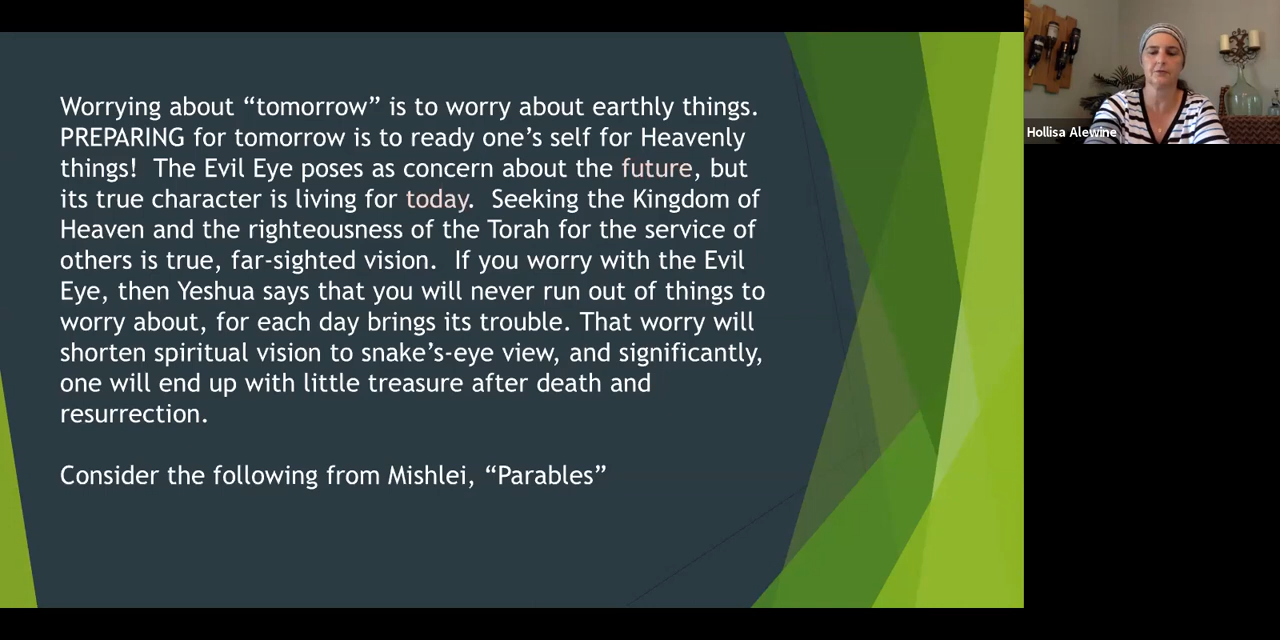 Worrying about “tomorrow” is to worry about earthly things.
PREPARING for tomorrow is to ready one’s self for Heavenly
things!  The Evil Eye poses as concern about the future, but
its true character is living for today.  Seeking the Kingdom of
Heaven and the righteousness of the Torah for the service of
others is true, far-sighted vision.  If you worry with the Evil
Eye, then Yeshua says that you will never run out of things to
worry about, for each day brings its trouble. That worry will
shorten spiritual vision to snake’s-eye view, and significantly,
one will end up with little treasure after death and
resurrection.
Consider the following from Mishlei, “Parables”
Hollisa Alewine